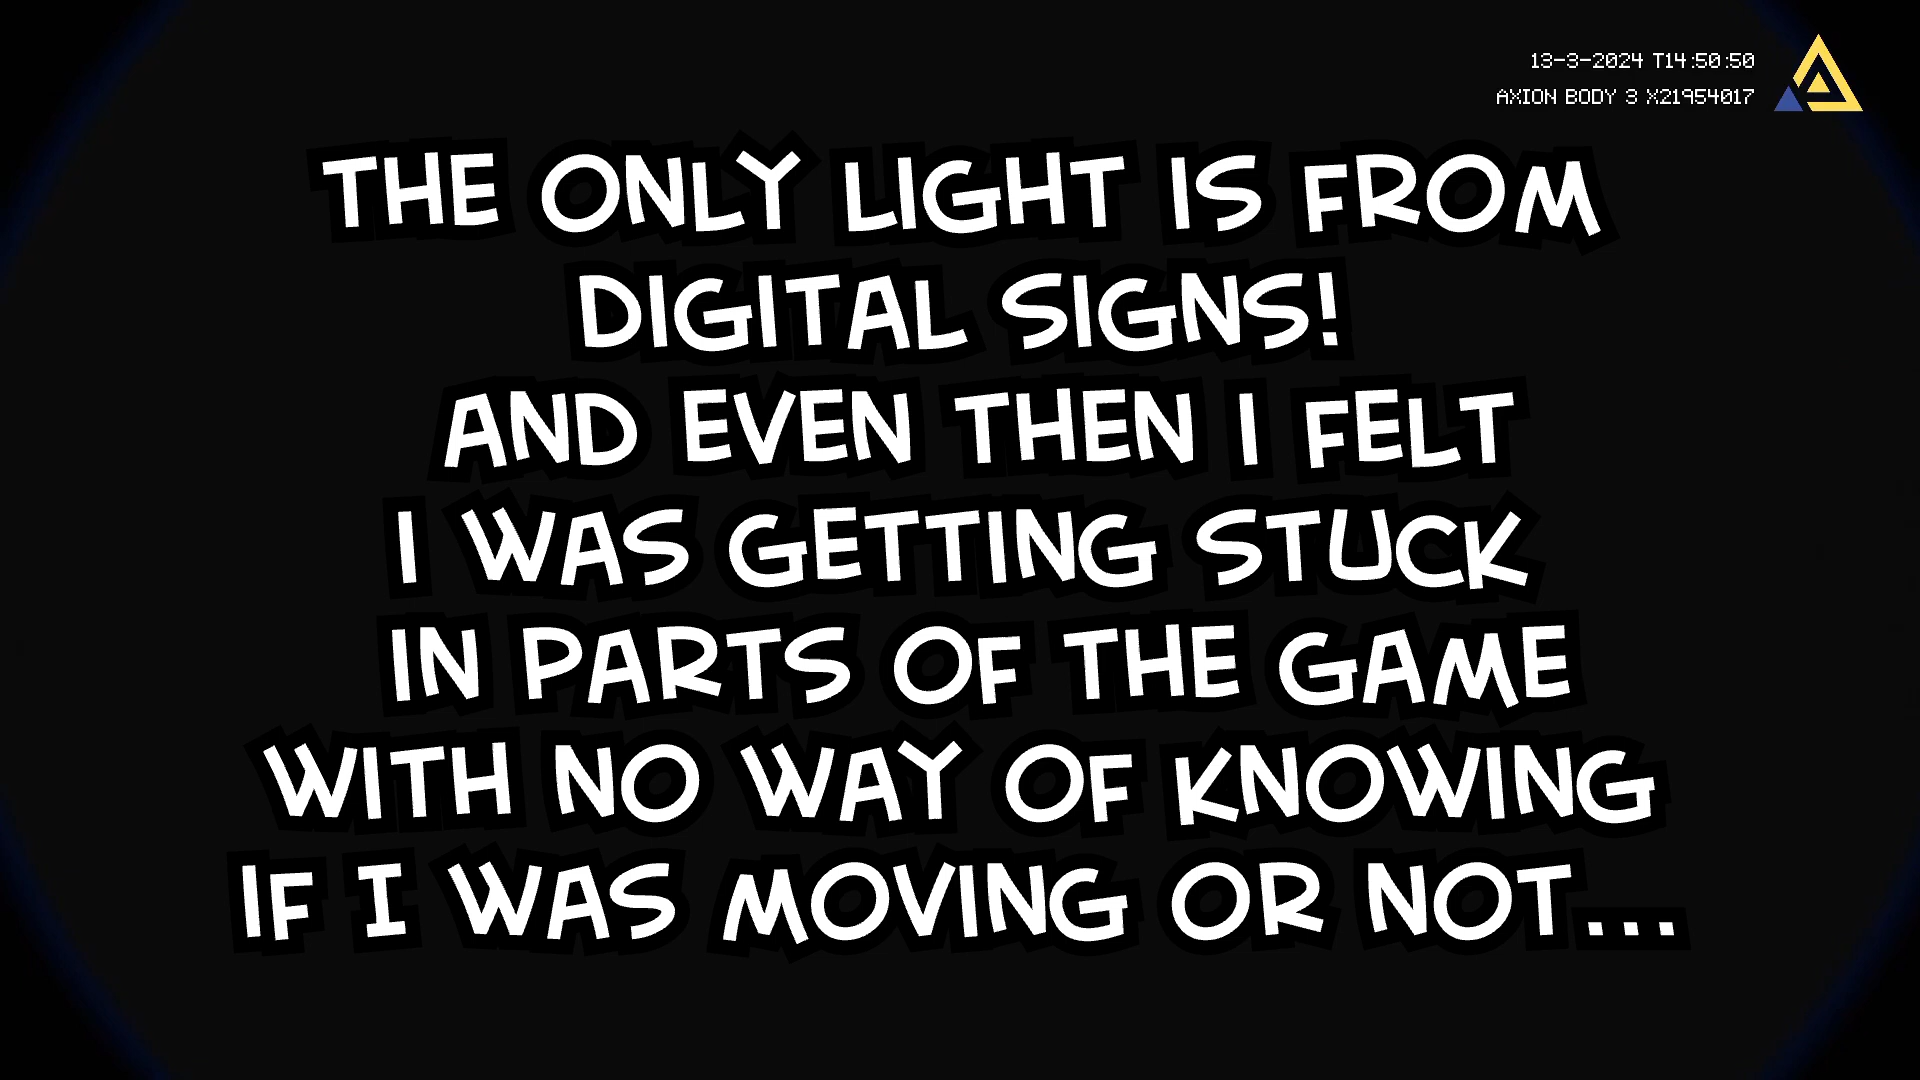 13-3-2024 T14:50:50
AXION BODY 3 X21954017
THE ONLY LIGHT IS FROM
DIGITAL SIGNS!
AND EVEN THEN I FELT
I WAS GETTING STUCK
IN PARTS OF THE GAME
WITH NO WAY OF KNOWING
IF I WAS MOVING OR NOT...